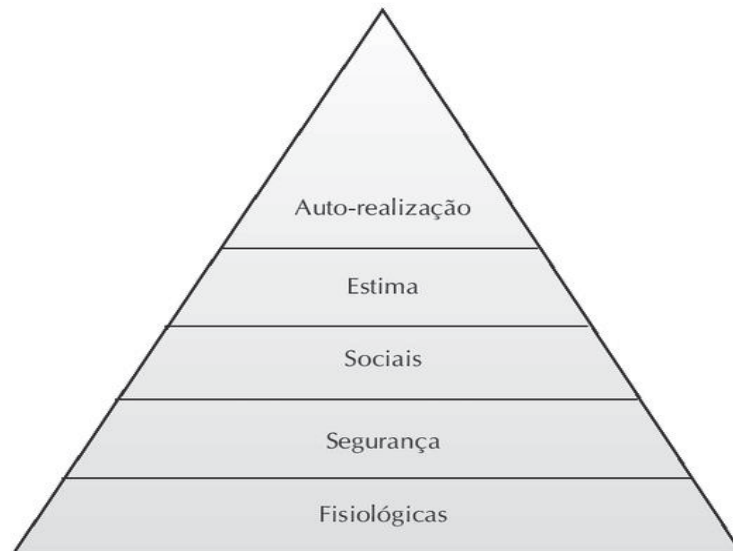 Auto-realização
Estima
Sociais
Segurança
Fisiológicas